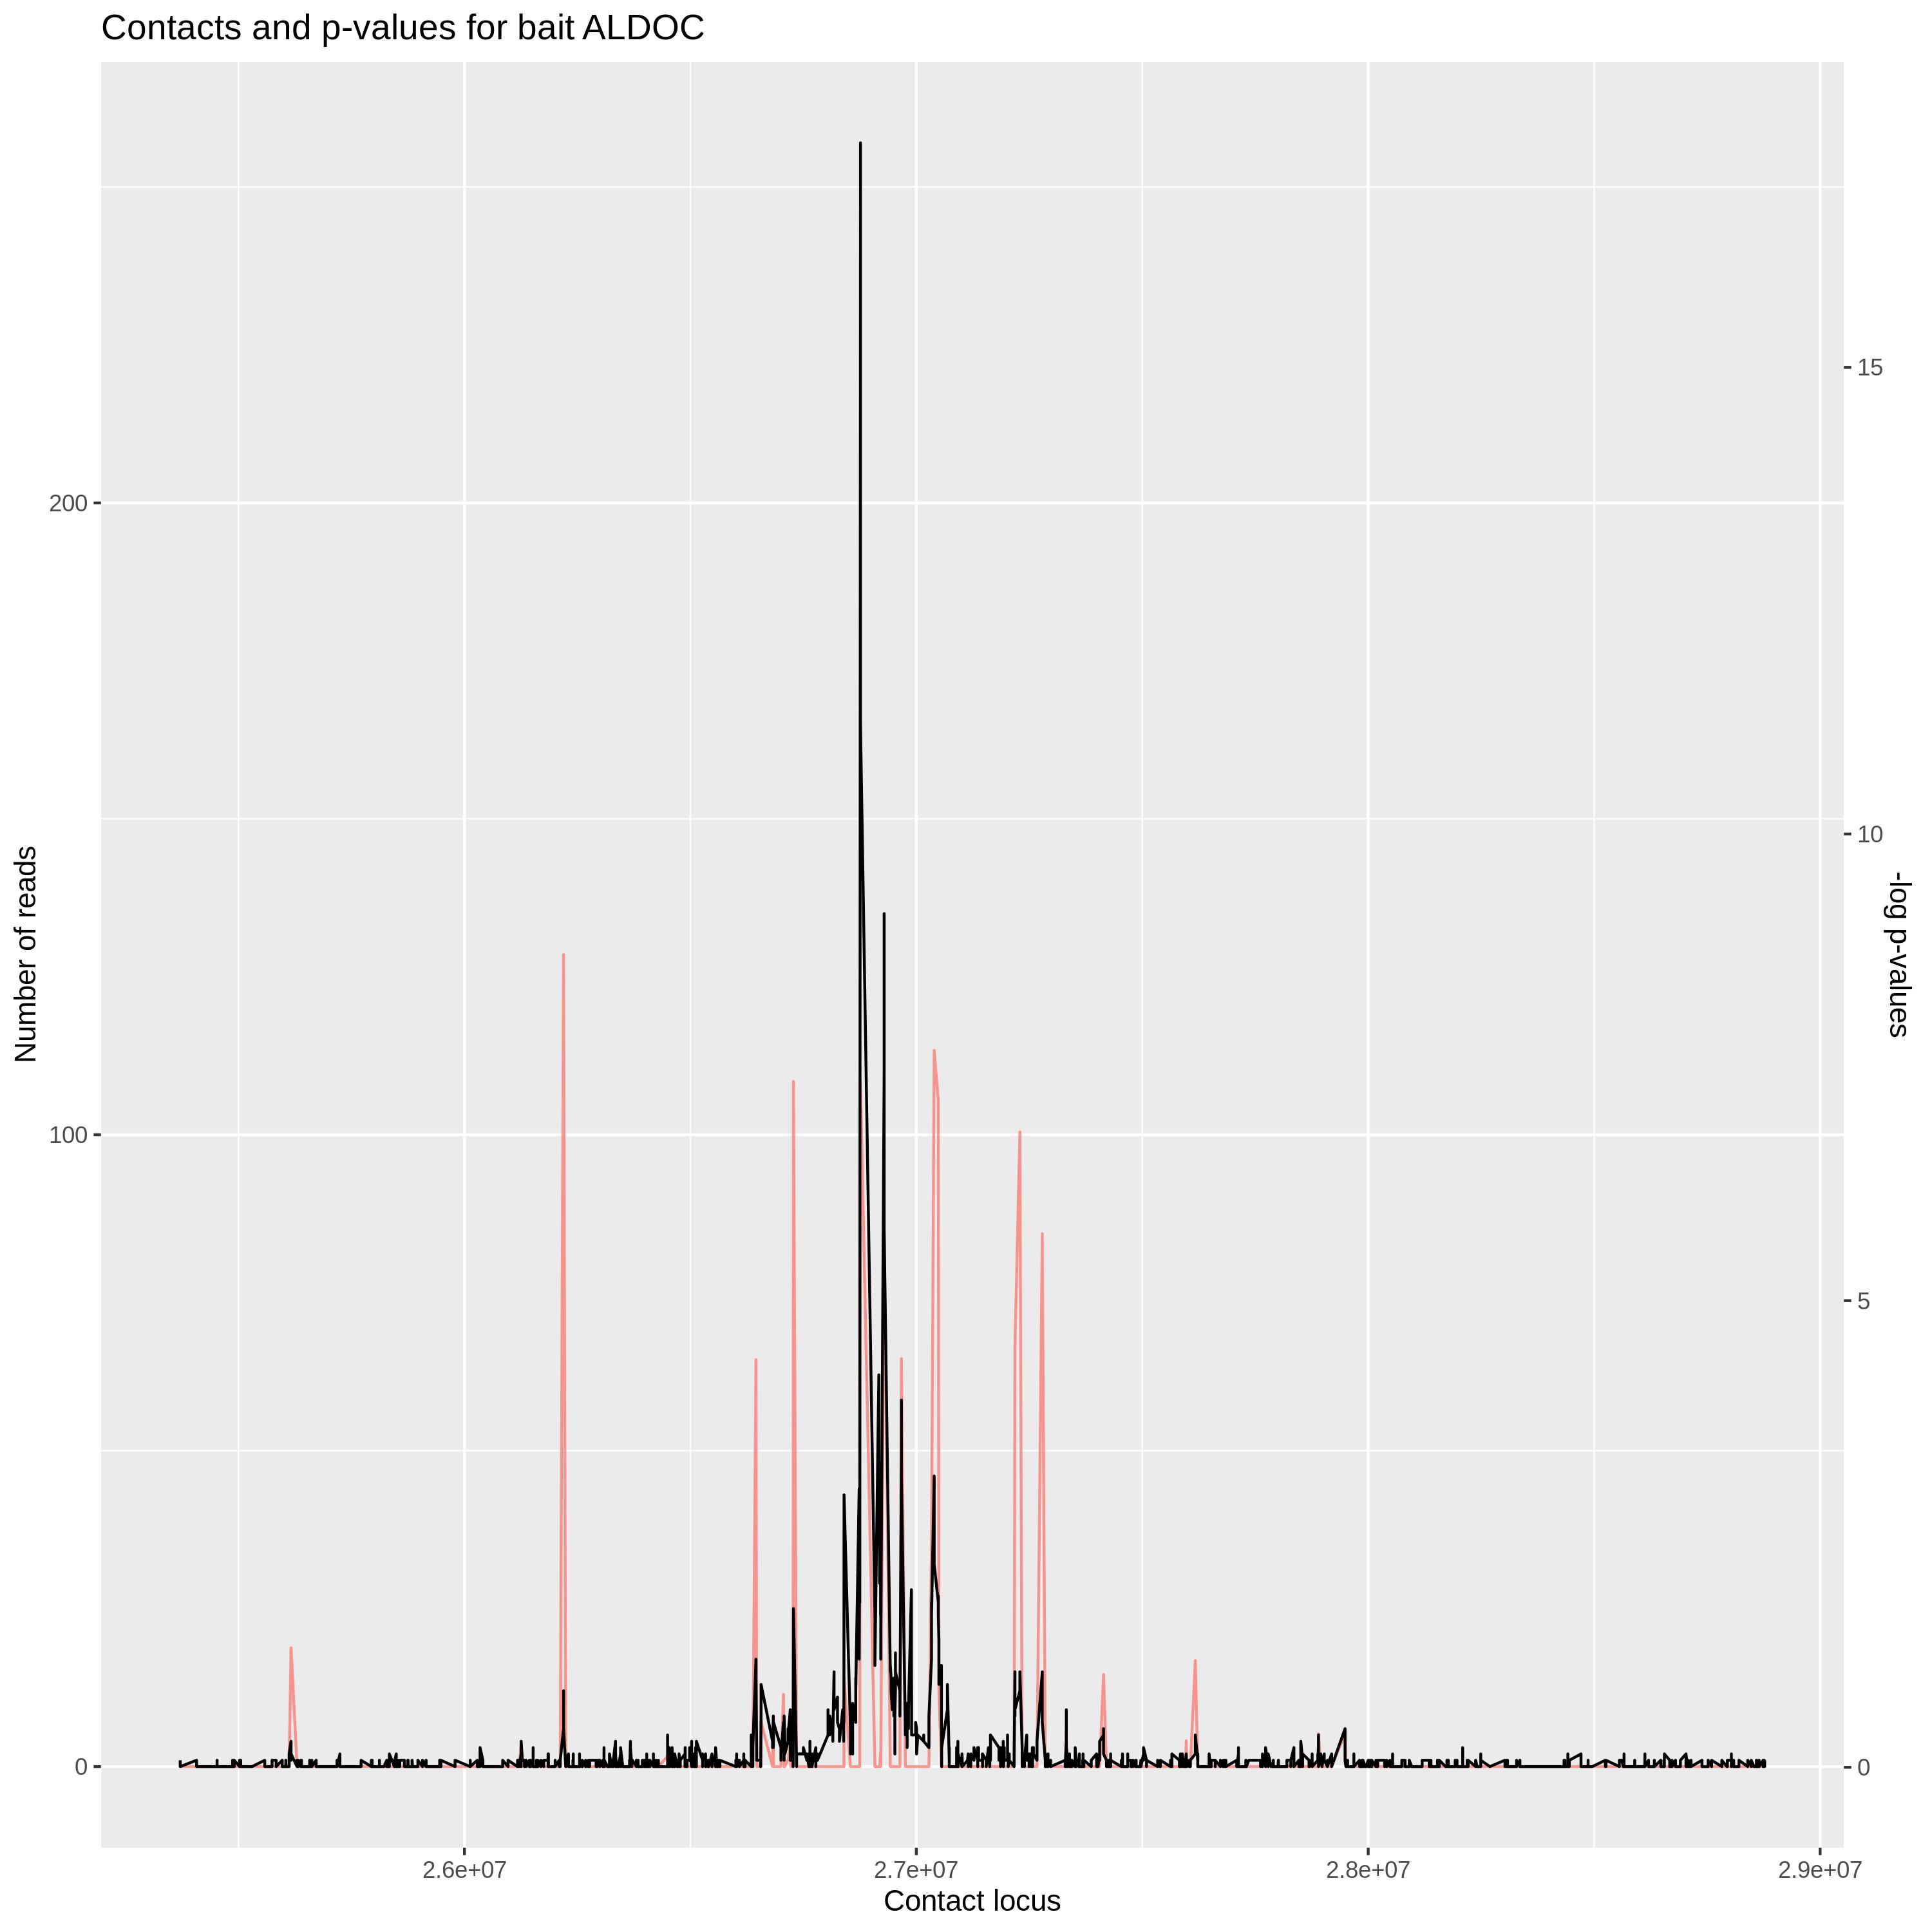 Contacts and p-values for bait ALDOC
Number of reads
200
100
0
15
10
5
0
-log p-values
2.6e+07
2.7e+07
2.8e+07
2.9e+07
Contact locus